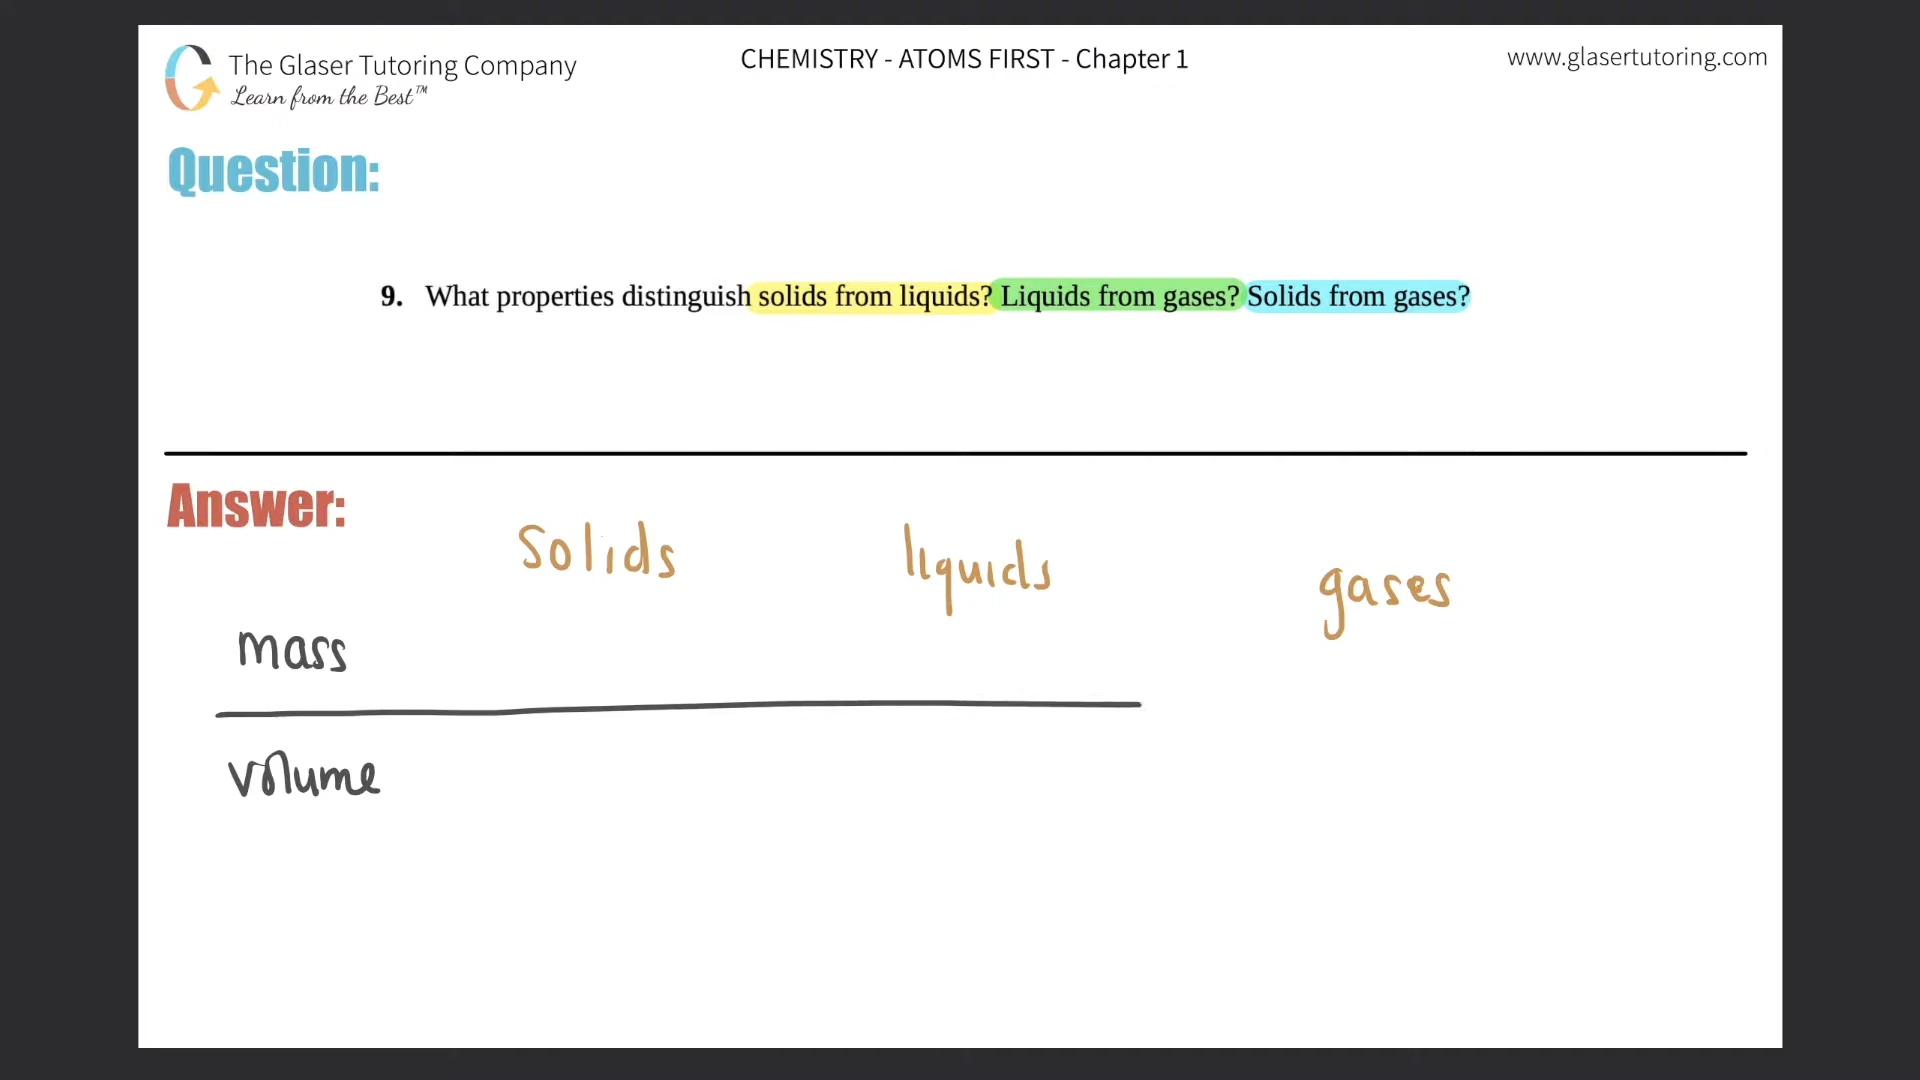 The Glaser Tutoring Company
Learn from the Best™
CHEMISTRY - ATOMS FIRST - Chapter 1
www.glasertutoring.com
Question:
9. What properties distinguish solids from liquids? Liquids from gases? Solids from gases?
Answer:
Solids liquids gases
mass
volume